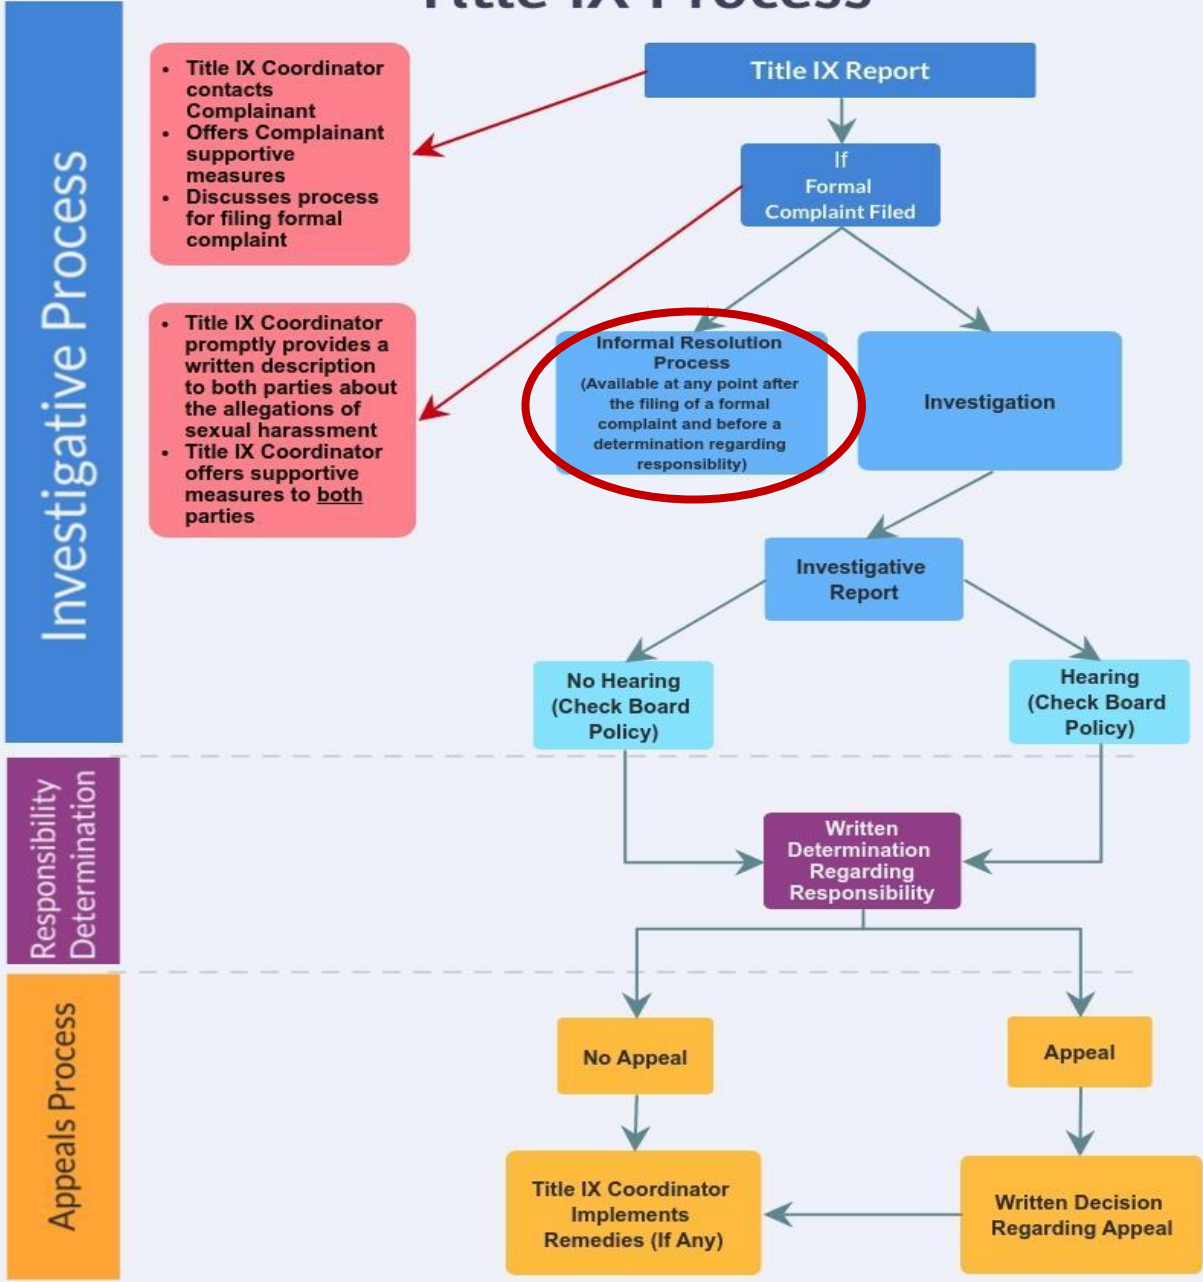 Title IX Process
Investigative Process
• Title IX Coordinator
contacts
Complainant
• Offers Complainant
supportive
measures
• Discusses process
for filing formal
complaint
Title IX Report
If
Formal
Complaint Filed
• Title IX Coordinator
promptly provides a
written description
to both parties about
the allegations of
sexual harassment
• Title IX Coordinator
offers supportive
measures to both
parties
Informal Resolution
Process
(Available at any point after
the filing of a formal
complaint and before a
determination regarding
responsiblity)
Investigation
Investigative
Report
No Hearing
(Check Board
Policy)
Hearing
(Check Board
Policy)
Responsibility
Determination
Written
Determination
Regarding
Responsibility
Appeals Process
No Appeal
Appeal
Title IX Coordinator
Implements
Remedies (If Any)
Written Decision
Regarding Appeal